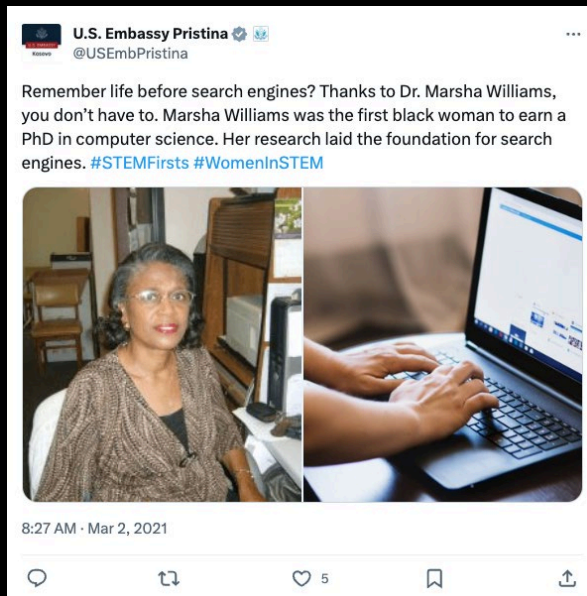 U.S. Embassy Pristina
@USEmbPristina
Remember life before search engines? Thanks to Dr. Marsha Williams,
you don’t have to. Marsha Williams was the first black woman to earn a
PhD in computer science. Her research laid the foundation for search
engines. #STEMFirsts #WomenInSTEM
8:27 AM · Mar 2, 2021
5